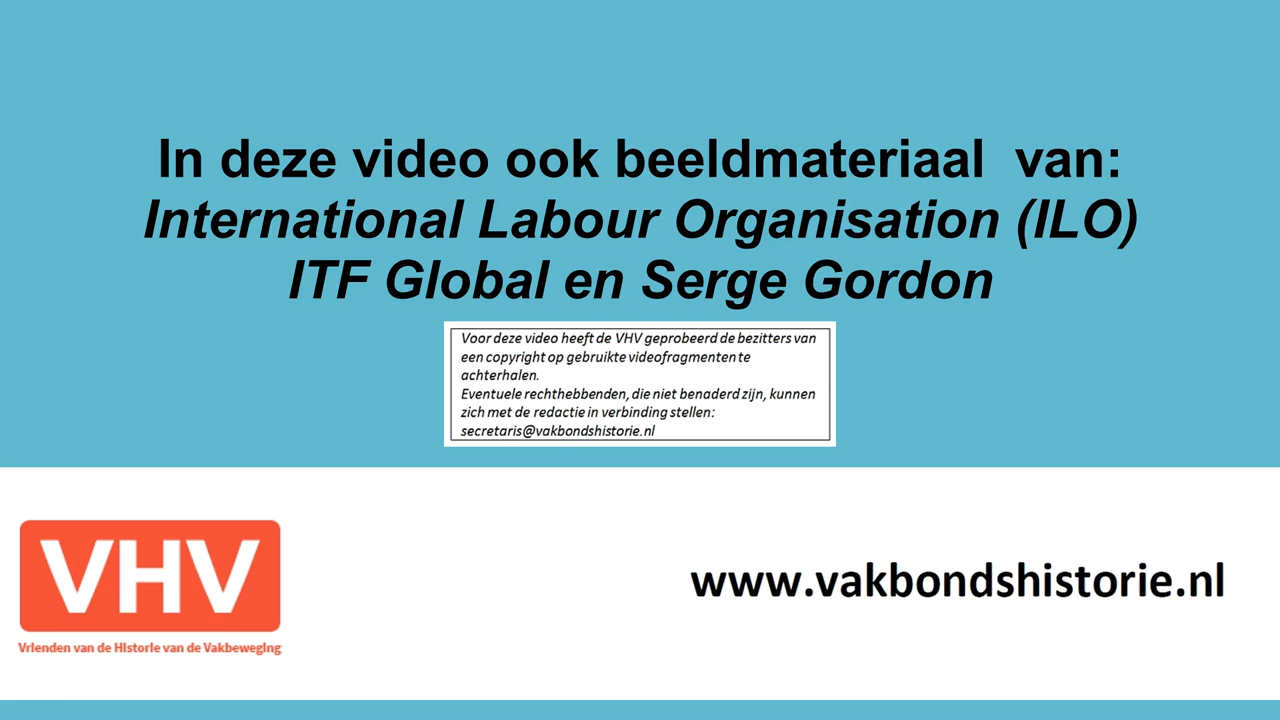 In deze video ook beeldmateriaal  van:
International Labour Organisation (ILO)
ITF Global en Serge Gordon
Voor deze video heeft de VHV geprobeerd de bezitters van
een copyright op gebruikte videofragmenten te
achterhalen.
Eventuele rechthebbenden, die niet benaderd zijn, kunnen
zich met de redactie in verbinding stellen:
secretaris@vakbondshistorie.nl
VHV
Vrienden van de Historie van de Vakbeweging
www.vakbondshistorie.nl